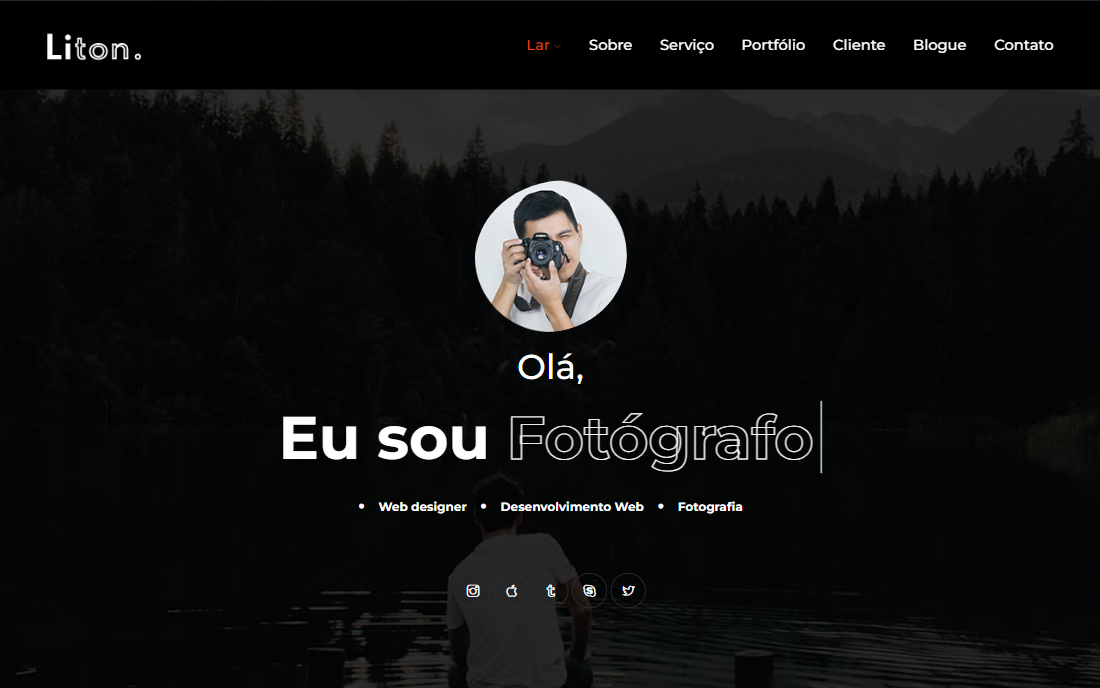 Liton.
Lar Sobre Serviço Portfólio Cliente Blogue Contato
Olá,
Eu sou Fotógrafo
• Web designer • Desenvolvimento Web • Fotografia